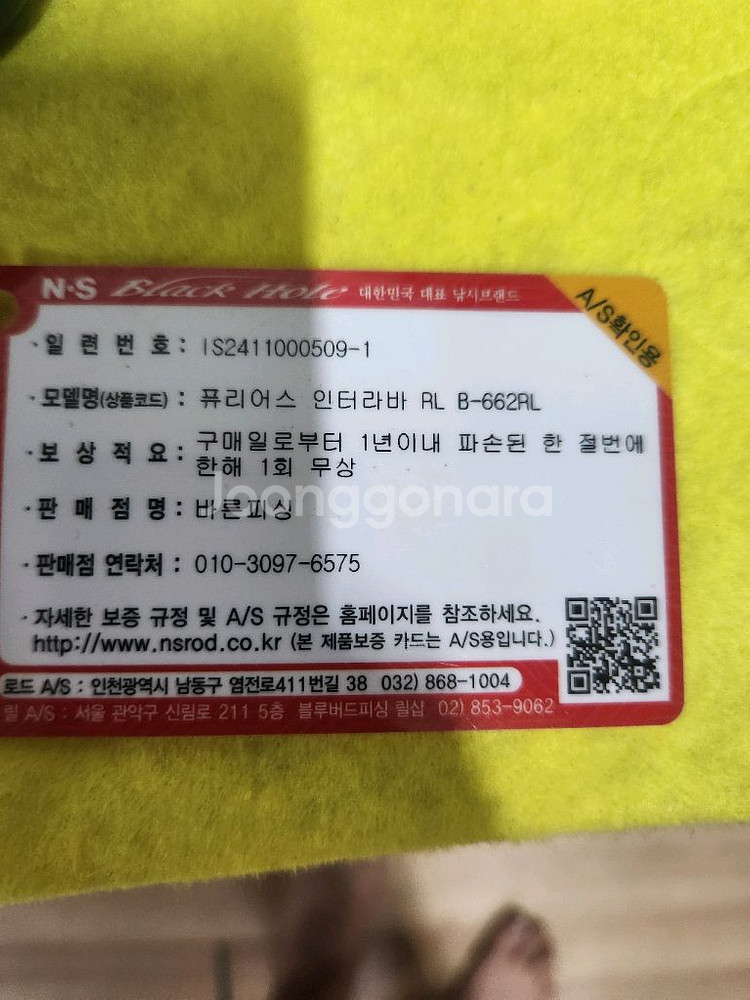 N·S Black Hole 대한민국 대표 낚시브랜드
A/S확인용
·일 련 번 호 : IS2411000509-1
·모델명(상품코드) : 퓨리어스 인터라바 RL B-662RL
·보 상 적 요 : 구매일로부터 1년이내 파손된 한 절번에
한해 1회 무상
·판 매 점 명 : 바른피싱
joonggonara
·판매점 연락처 : 010-3097-6575
·자세한 보증 규정 및 A/S 규정은 홈페이지를 참조하세요.
http://www.nsrod.co.kr (본 제품보증 카드는 A/S용입니다.)
로드 A/S : 인천광역시 남동구 염전로411번길 38 032) 868-1004
릴 A/S : 서울 관악구 신림로 211 5층 블루버드피싱 릴샵 02) 853-9062